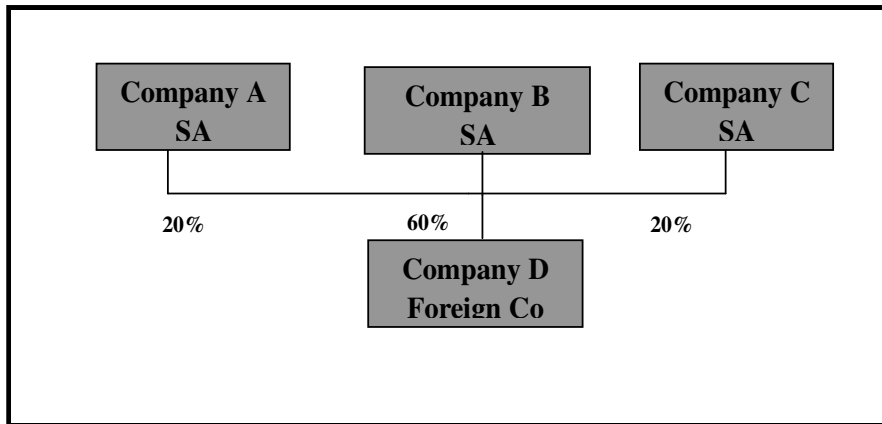 Company A
SA
Company B
SA
Company C
SA
20%
60%
20%
Company D
Foreign Co